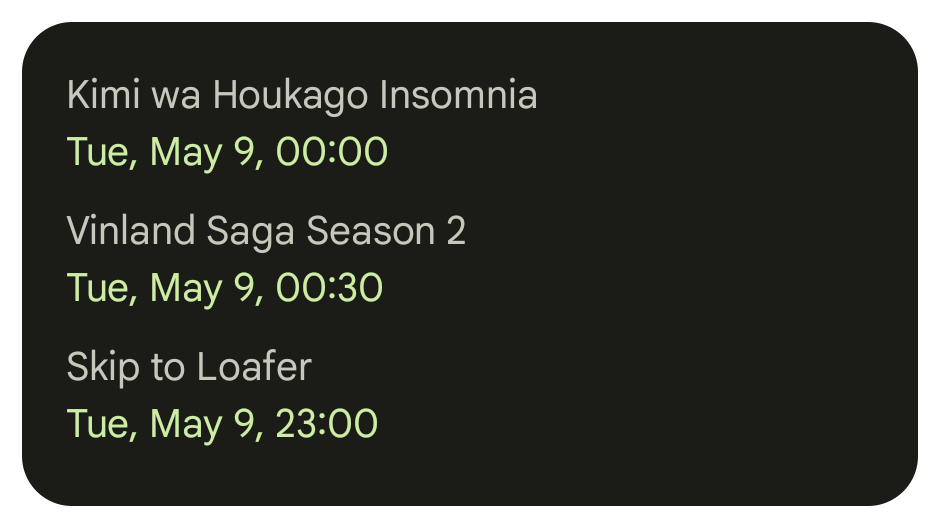 Kimi wa Houkago Insomnia
Tue, May 9, 00:00
Vinland Saga Season 2
Tue, May 9, 00:30
Skip to Loafer
Tue, May 9, 23:00